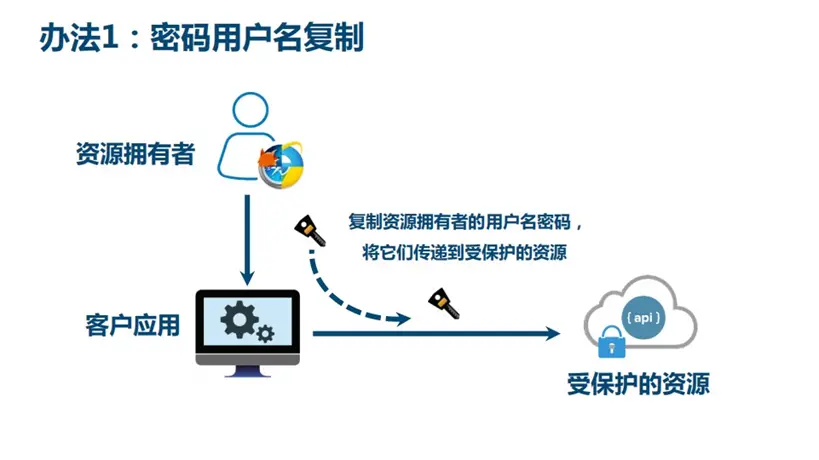 办法1：密码用户名复制
资源拥有者
复制资源拥有者的用户名密码，
将它们传递到受保护的资源
客户应用
{api}
受保护的资源